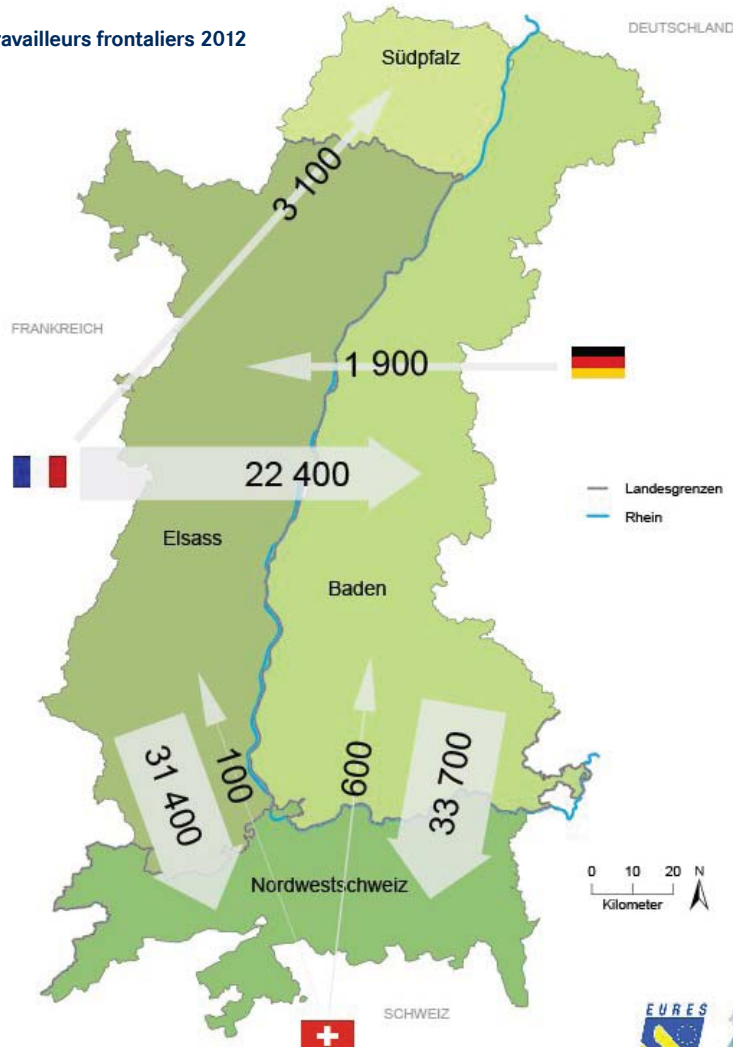 availleurs frontaliers 2012
DEUTSCHLAND
Südpfalz
3 100
FRANKREICH
1 900
22 400
Landesgrenzen
Rhein
Elsass
Baden
31 400
100
600
33 700
Nordwestschweiz
0 10 20 N
Kilometer
SCHWEIZ
EURES